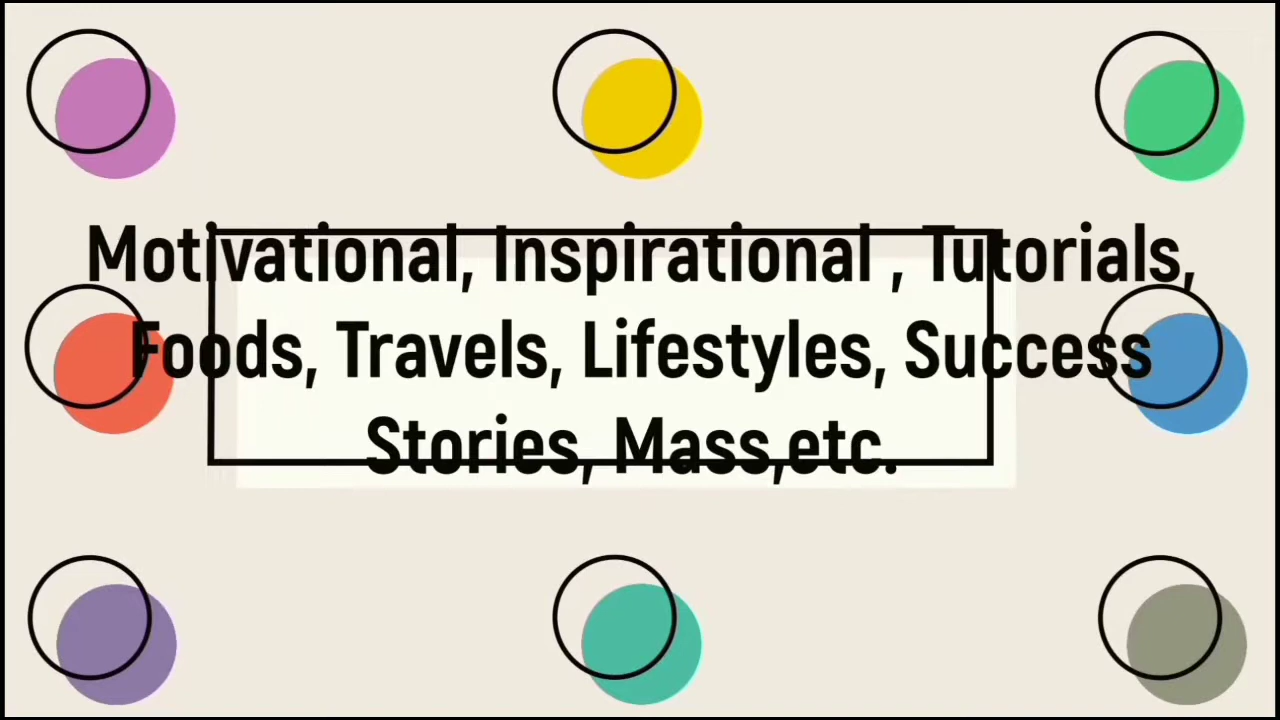 Motivational, Inspirational , Tutorials,
Foods, Travels, Lifestyles, Success
Stories, Mass,etc.